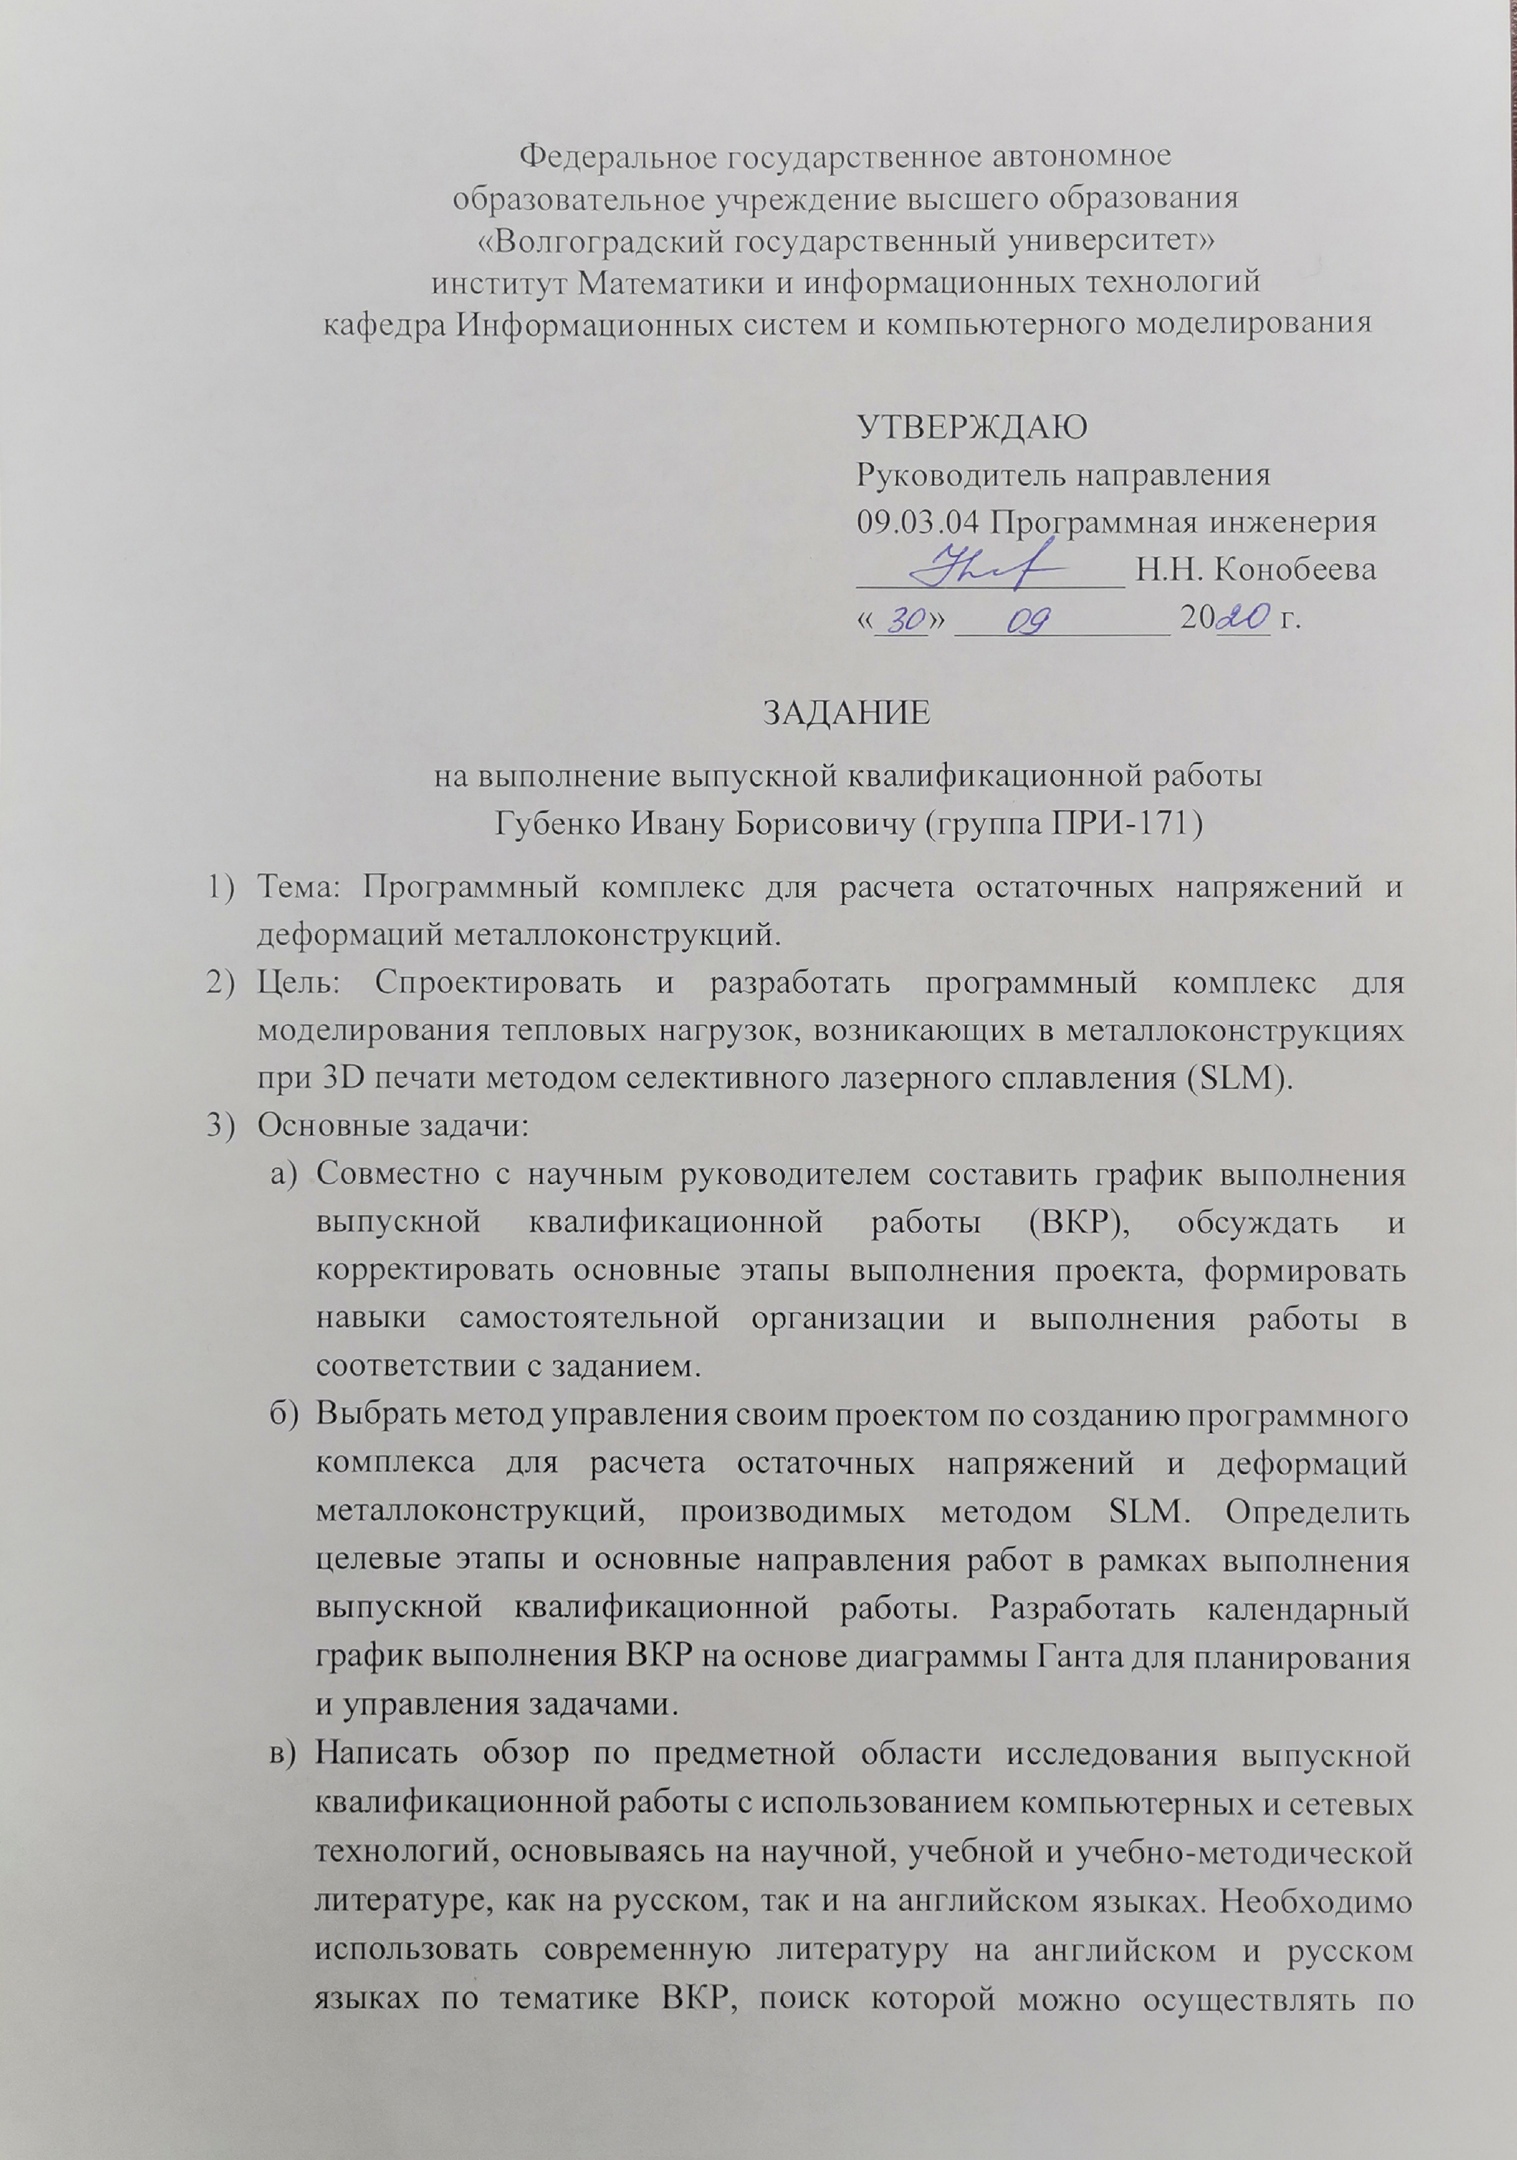 Федеральное государственное автономное
образовательное учреждение высшего образования
«Волгоградский государственный университет»
институт Математики и информационных технологий
кафедра Информационных систем и компьютерного моделирования
УТВЕРЖДАЮ
Руководитель направления
09.03.04 Программная инженерия
Н.Н. Конобеева
«30» 09 2020 г.
ЗАДАНИЕ
на выполнение выпускной квалификационной работы
Губенко Ивану Борисовичу (группа ПРИ-171)
1) Тема: Программный комплекс для расчета остаточных напряжений и
деформаций металлоконструкций.
2) Цель: Спроектировать и разработать программный комплекс для
моделирования тепловых нагрузок, возникающих в металлоконструкциях
при 3D печати методом селективного лазерного сплавления (SLM).
3) Основные задачи:
а) Совместно с научным руководителем составить график выполнения
выпускной квалификационной работы (ВКР), обсуждать и
корректировать основные этапы выполнения проекта, формировать
навыки самостоятельной организации и выполнения работы в
соответствии с заданием.
б) Выбрать метод управления своим проектом по созданию программного
комплекса для расчета остаточных напряжений и деформаций
металлоконструкций, производимых методом SLM. Определить
целевые этапы и основные направления работ в рамках выполнения
выпускной квалификационной работы. Разработать календарный
график выполнения ВКР на основе диаграммы Ганта для планирования
и управления задачами.
в) Написать обзор по предметной области исследования выпускной
квалификационной работы с использованием компьютерных и сетевых
технологий, основываясь на научной, учебной и учебно-методической
литературе, как на русском, так и на английском языках. Необходимо
использовать современную литературу на английском и русском
языках по тематике ВКР, поиск которой можно осуществлять по